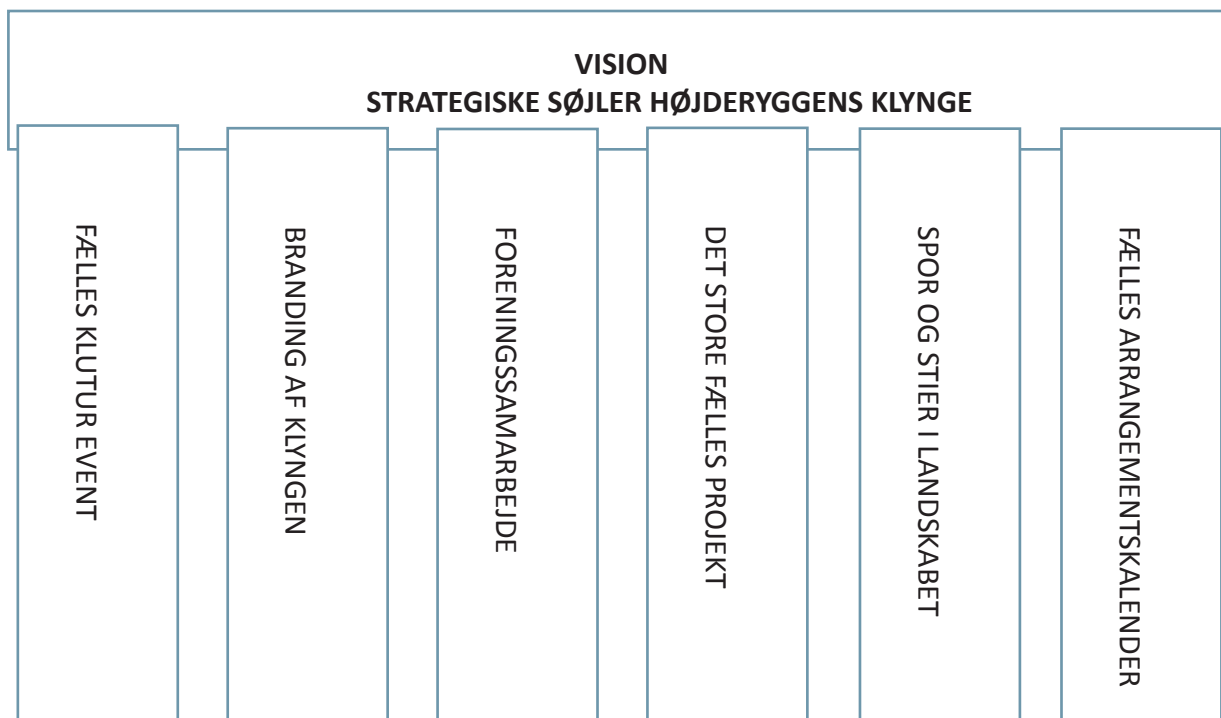 VISION
STRATEGISKE SØJLER HØJDERYGGENS KLYNGE
FÆLLES KLUTUR EVENT
BRANDING AF KLYNGEN
FORENINGSSAMARBEJDE
DET STORE FÆLLES PROJEKT
SPOR OG STIER I LANDSKABET
FÆLLES ARRANGEMENTSKALENDER